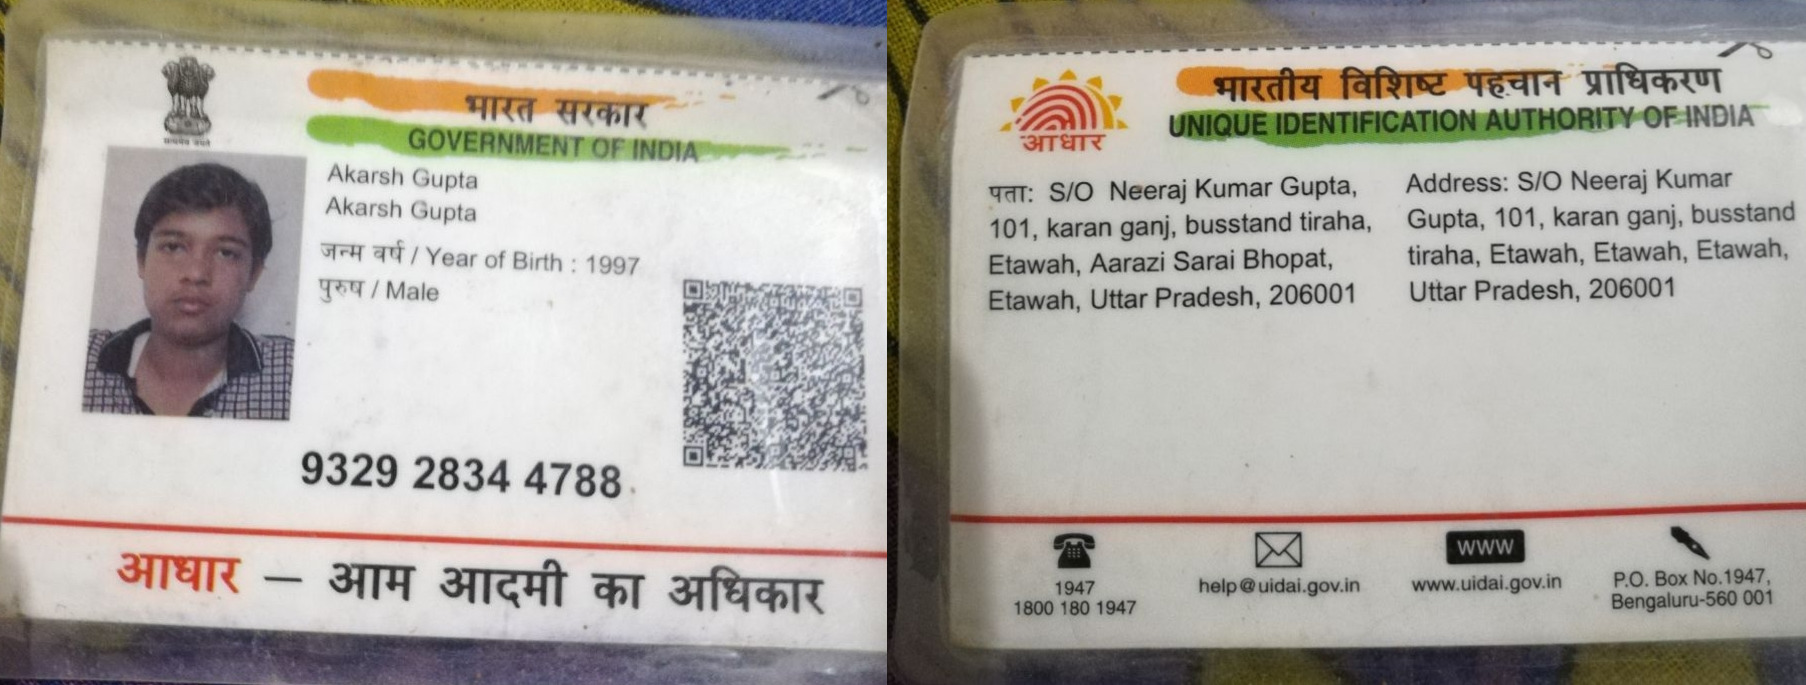 भारत सरकार
GOVERNMENT OF INDIA
Akarsh Gupta
Akarsh Gupta
जन्म वर्ष / Year of Birth : 1997
पुरुष / Male
9329 2834 4788
आधार – आम आदमी का अधिकार
भारतीय विशिष्ट पहचान प्राधिकरण
UNIQUE IDENTIFICATION AUTHORITY OF INDIA
आधार
पता: S/O Neeraj Kumar Gupta,
101, karan ganj, busstand tiraha,
Etawah, Aarazi Sarai Bhopat,
Etawah, Uttar Pradesh, 206001
Address: S/O Neeraj Kumar
Gupta, 101, karan ganj, busstand
tiraha, Etawah, Etawah, Etawah,
Uttar Pradesh, 206001
1947
1800 180 1947
help@uidai.gov.in
www
www.uidai.gov.in
P.O. Box No.1947,
Bengaluru-560 001